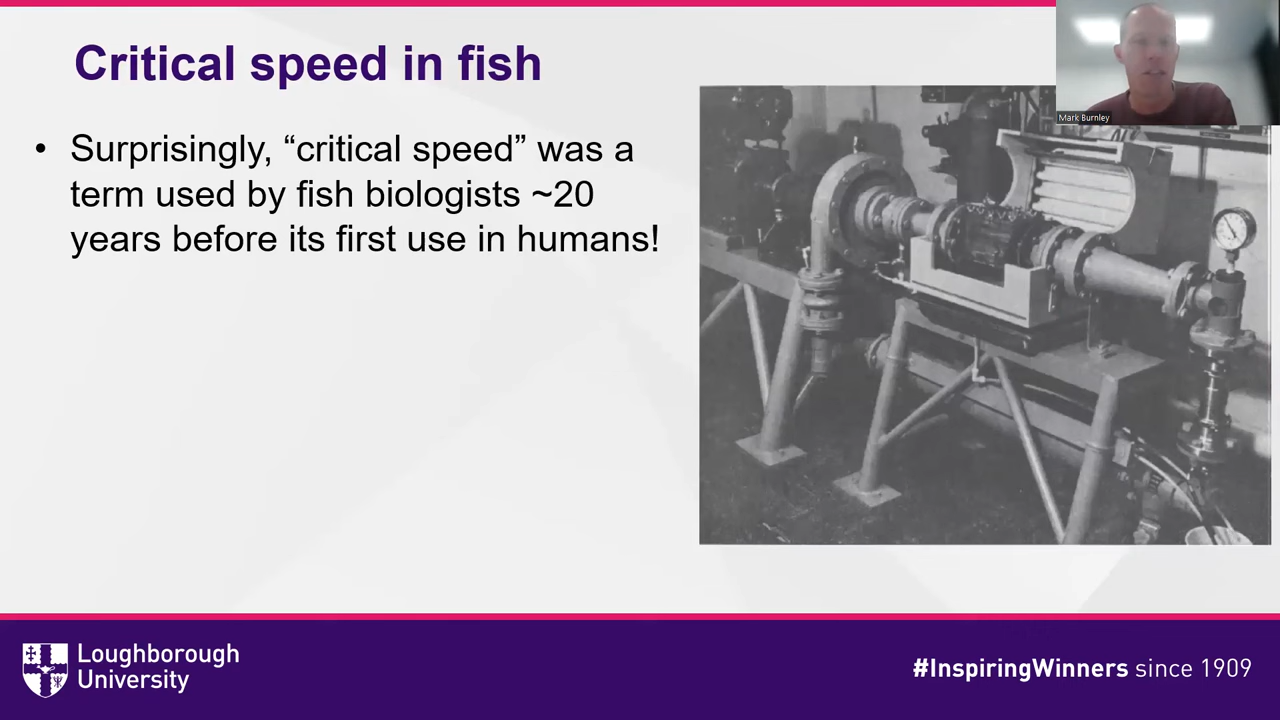 Critical speed in fish
Mark Burnley
• Surprisingly, “critical speed” was a
term used by fish biologists ~20
years before its first use in humans!
Loughborough
University
#InspiringWinners since 1909